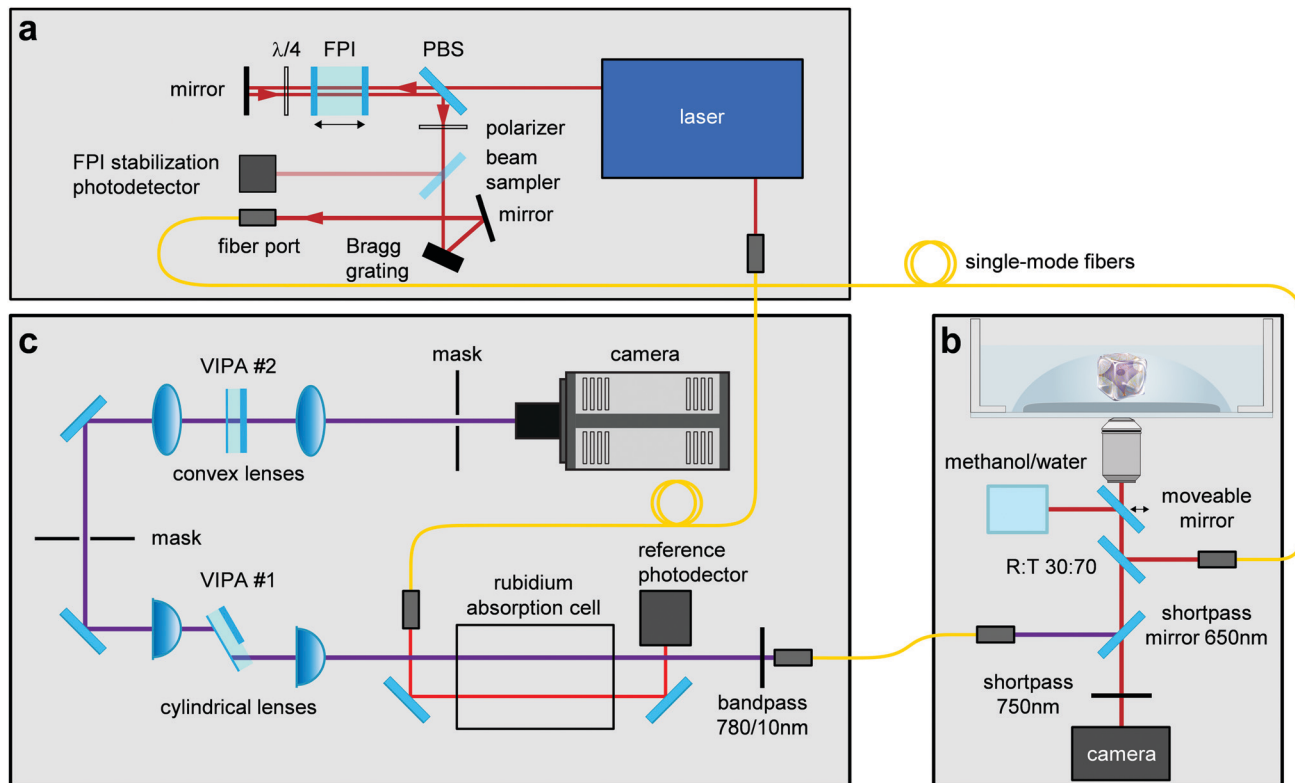 a
λ/4
FPI
PBS
mirror
laser
polarizer
FPI stabilization
photodetector
beam
sampler
mirror
fiber port
Bragg
grating
single-mode fibers
c
VIPA #2
mask
camera
convex lenses
mask
VIPA #1
cylindrical lenses
rubidium
absorption cell
reference
photodector
bandpass
780/10nm
b
methanol/water
moveable
mirror
R:T 30:70
shortpass
mirror 650nm
shortpass
750nm
camera